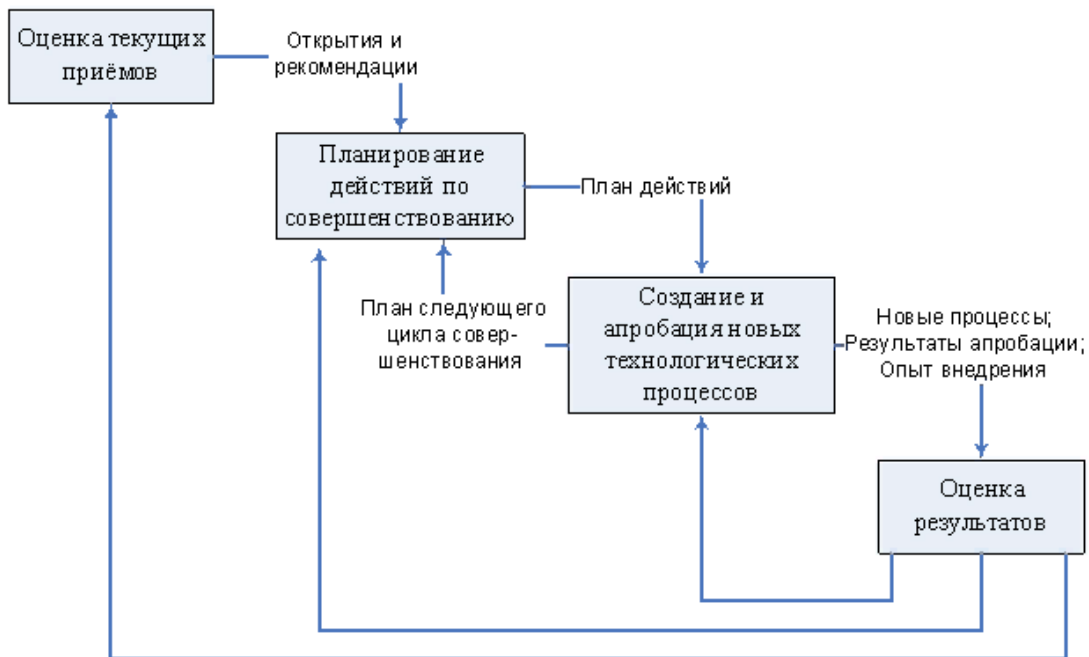 Оценка текущих
приёмов
Открытия и
рекомендации
Планирование
действий по
совершенствованию
План действий
План следующего
цикла совер-
шенствования
Создание и
апробация новых
технологических
процессов
Новые процессы;
Результаты апробации;
Опыт внедрения
Оценка
результатов